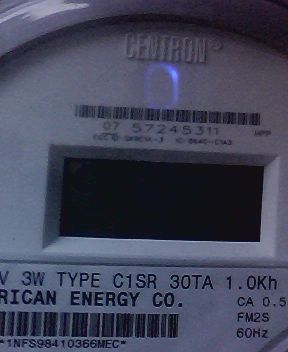 CENTRON®
07 57245311
V 3W TYPE C1SR 30TA 1.0Kh
RICAN ENERGY CO.
CA 0.5
FM2S
60Hz
*1NFS98410366MEC*